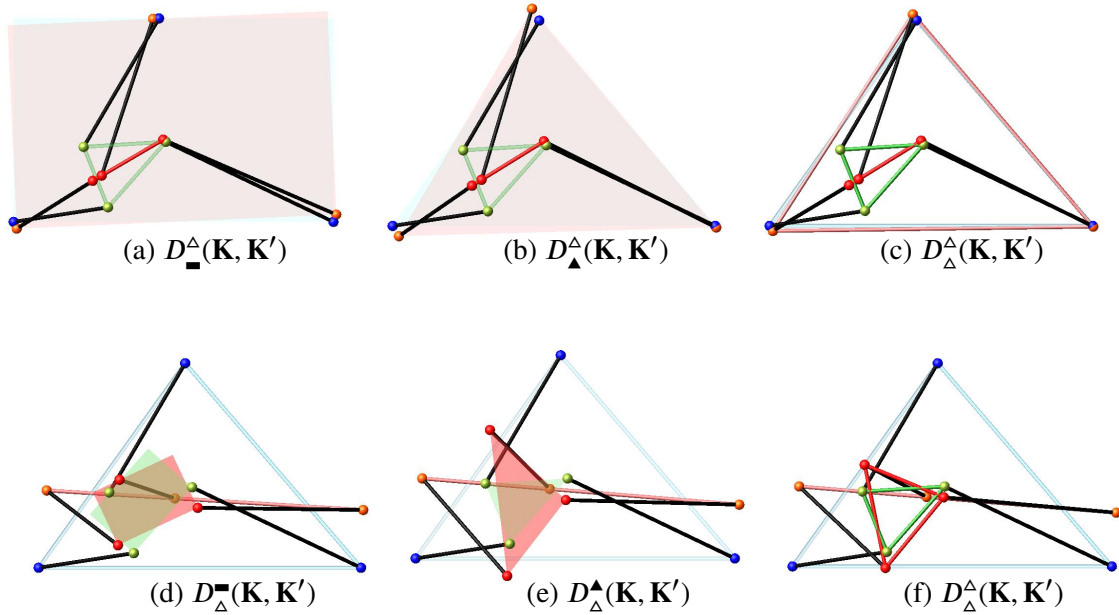 (a) D▬△(K, K′)
(b) D▲△(K, K′)
(c) D△△(K, K′)
(d) D△▬(K, K′)
(e) D△▲(K, K′)
(f) D△△(K, K′)